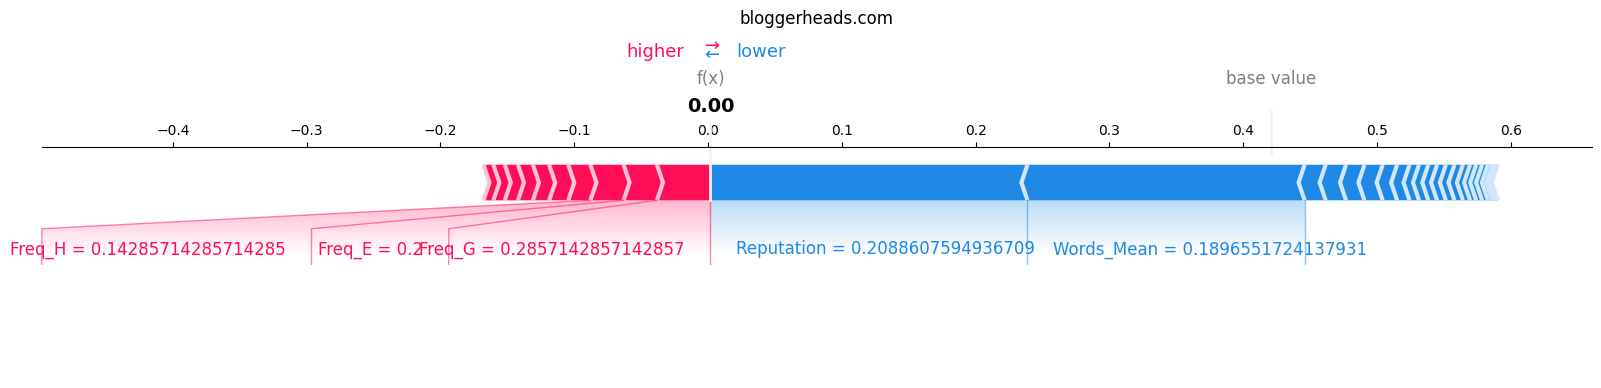 bloggerheads.com
higher ⇄ lower
f(x) base value
0.00
−0.4 −0.3 −0.2 −0.1 0.0 0.1 0.2 0.3 0.4 0.5 0.6
Freq_H = 0.14285714285714285 Freq_E = 0.2 Freq_G = 0.2857142857142857 Reputation = 0.2088607594936709 Words_Mean = 0.1896551724137931